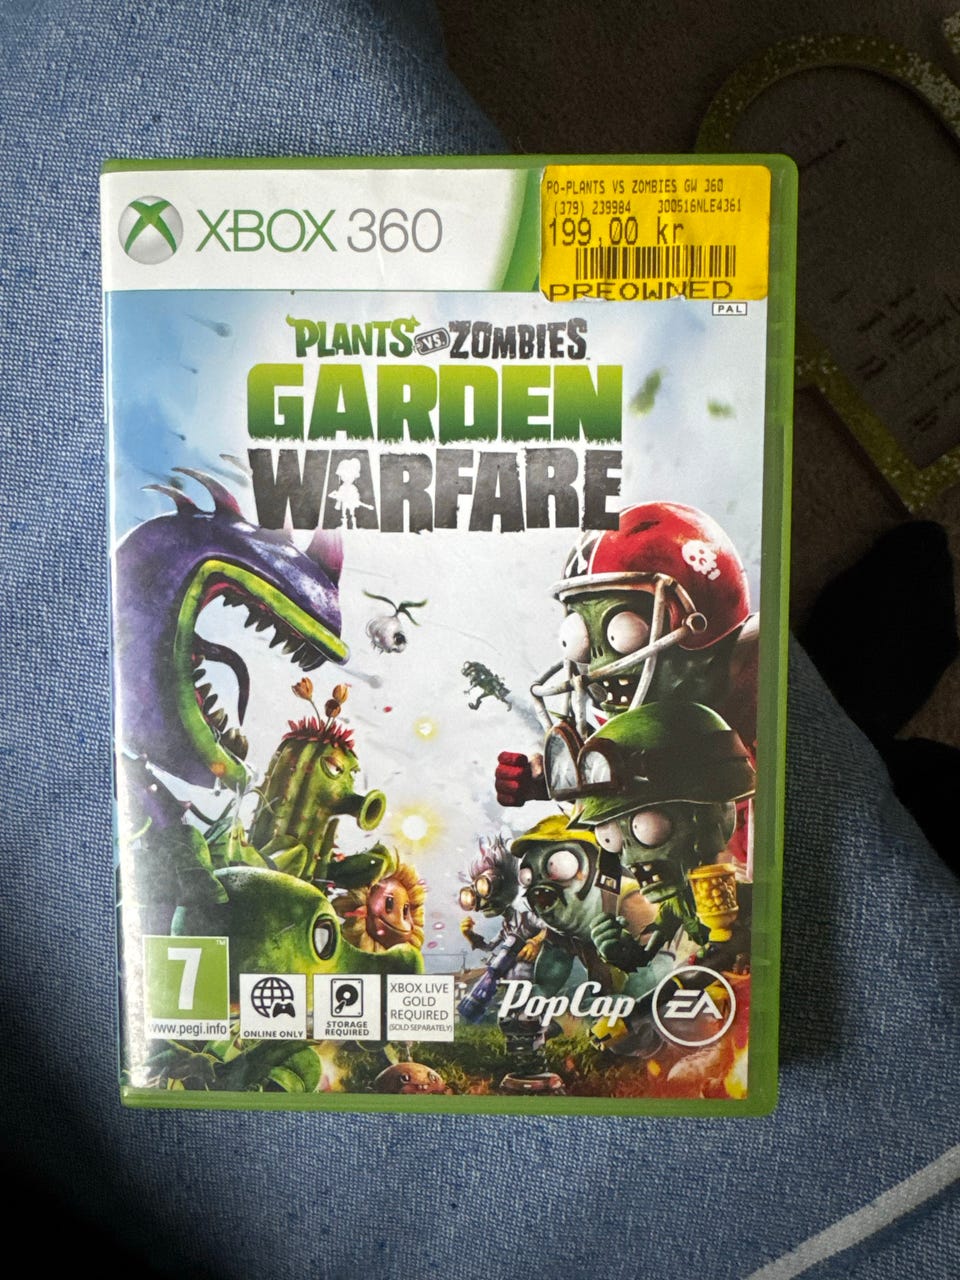 XBOX 360
PO-PLANTS VS ZOMBIES GW 360
(379) 239984 300516NLE4361
199,00 kr
PREOWNED
PAL
PLANTS VS. ZOMBIES
GARDEN
WARFARE
7
www.pegi.info
ONLINE ONLY
STORAGE
REQUIRED
XBOX LIVE
GOLD
REQUIRED
(SOLD SEPARATELY)
PopCap
EA